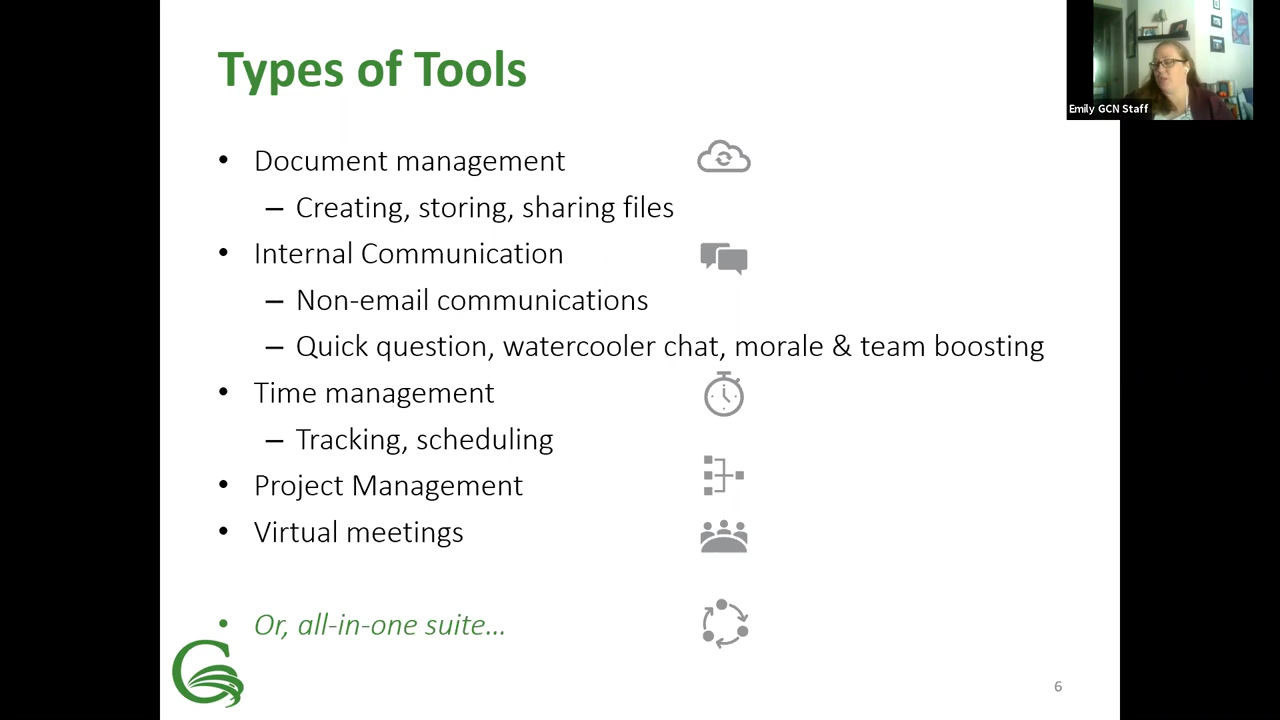 Types of Tools
Emily GCN Staff
• Document management
– Creating, storing, sharing files
• Internal Communication
– Non-email communications
– Quick question, watercooler chat, morale & team boosting
• Time management
– Tracking, scheduling
• Project Management
• Virtual meetings
• Or, all-in-one suite...
6